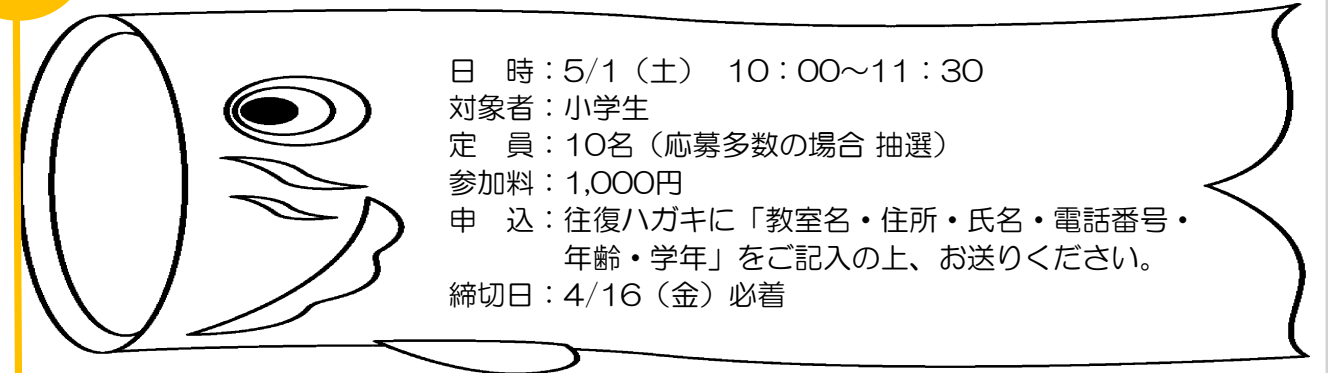 日　時：5/1（土）　10：00～11：30
対象者：小学生
定　員：10名（応募多数の場合 抽選）
参加料：1,000円
申　込：往復ハガキに「教室名・住所・氏名・電話番号・
年齢・学年」をご記入の上、お送りください。
締切日：4/16（金）必着